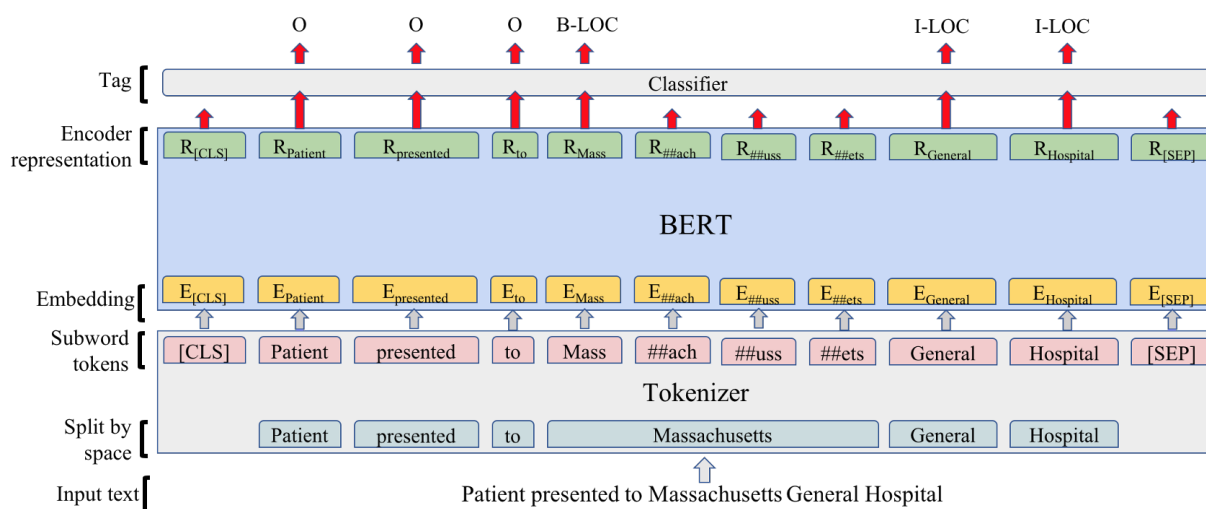 O O O B-LOC I-LOC I-LOC
Tag
Classifier
Encoder representation
R[CLS] RPatient Rpresented Rto RMass R##ach R##uss R##ets RGeneral RHospital R[SEP]
BERT
Embedding
E[CLS] EPatient Epresented Eto EMass E##ach E##uss E##ets EGeneral EHospital E[SEP]
Subword tokens
[CLS] Patient presented to Mass ##ach ##uss ##ets General Hospital [SEP]
Tokenizer
Split by space
Patient presented to Massachusetts General Hospital
Input text
Patient presented to Massachusetts General Hospital